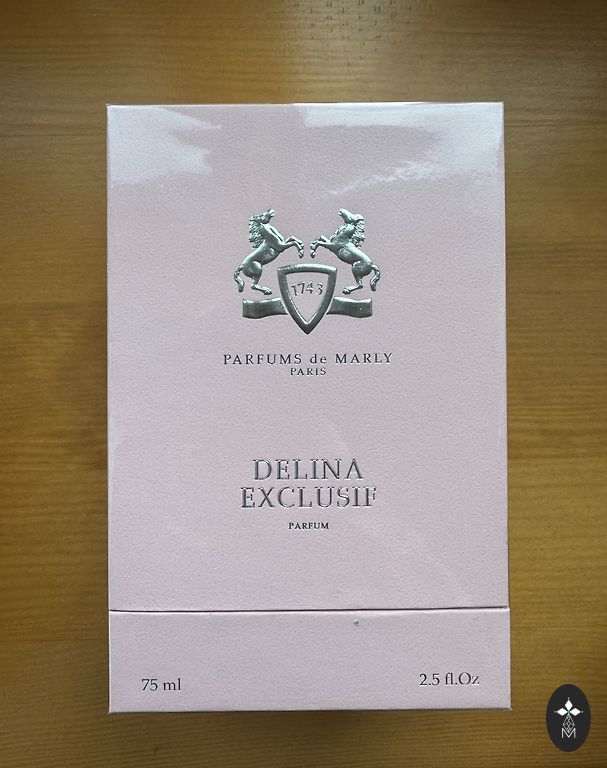 1743
PARFUMS de MARLY
PARIS
DELINA
EXCLUSIF
PARFUM
75 ml
2.5 fl.Oz
M